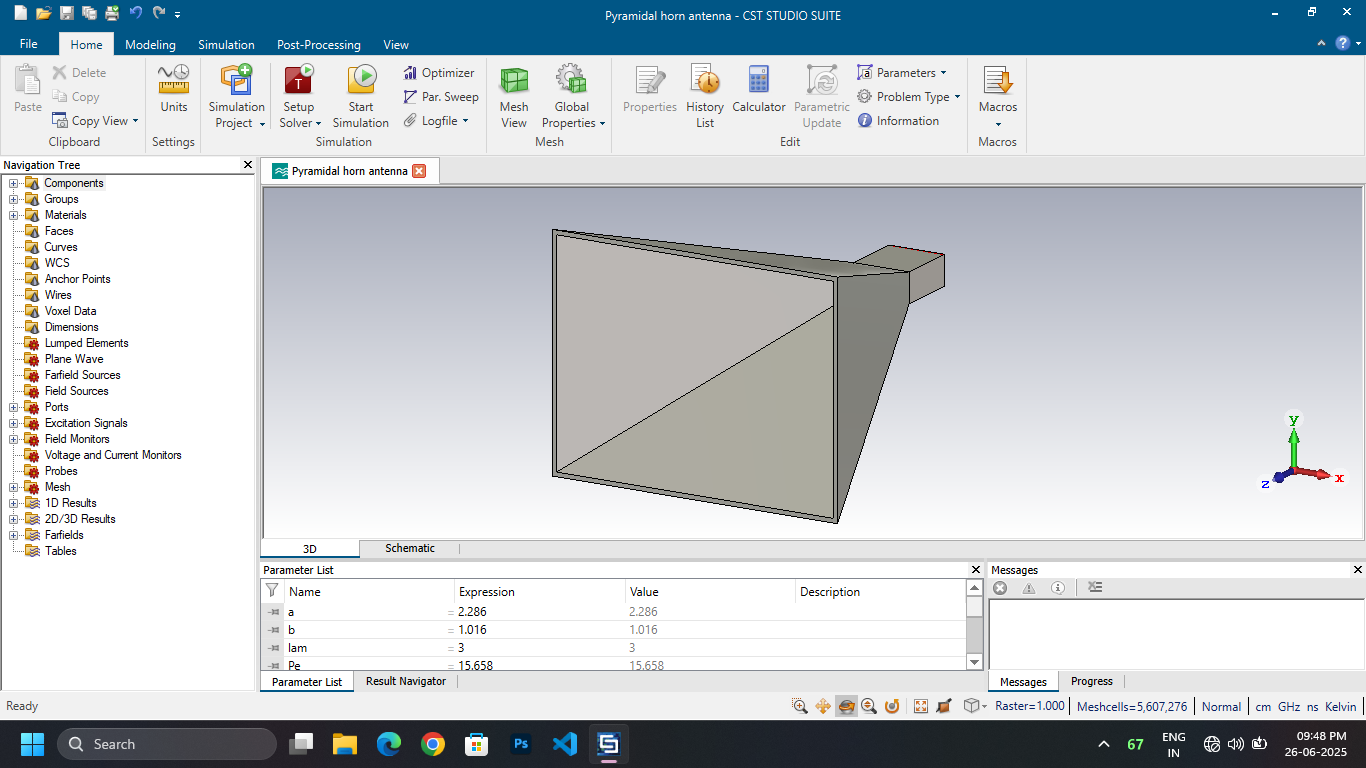 Pyramidal horn antenna - CST STUDIO SUITE
File Home Modeling Simulation Post-Processing View
Paste
Delete
Copy
Copy View
Clipboard
Units
Settings
Simulation Project
Setup Solver
Start Simulation
Optimizer
Par. Sweep
Logfile
Simulation
Mesh View
Global Properties
Mesh
Properties
History List
Calculator
Parametric Update
Parameters
Problem Type
Information
Edit
Macros
Macros
Navigation Tree
Components
Groups
Materials
Faces
Curves
WCS
Anchor Points
Wires
Voxel Data
Dimensions
Lumped Elements
Plane Wave
Farfield Sources
Field Sources
Ports
Excitation Signals
Field Monitors
Voltage and Current Monitors
Probes
Mesh
1D Results
2D/3D Results
Farfields
Tables
Pyramidal horn antenna
y
x
z
3D Schematic
Parameter List
Name Expression Value Description
a = 2.286 2.286
b = 1.016 1.016
lam = 3 3
Pe = 15.658 15.658
Parameter List Result Navigator
Messages
Messages Progress
Ready
Raster=1.000 Meshcells=5,607,276 Normal cm GHz ns Kelvin
Search
Ps
67
ENG
IN
09:48 PM
26-06-2025